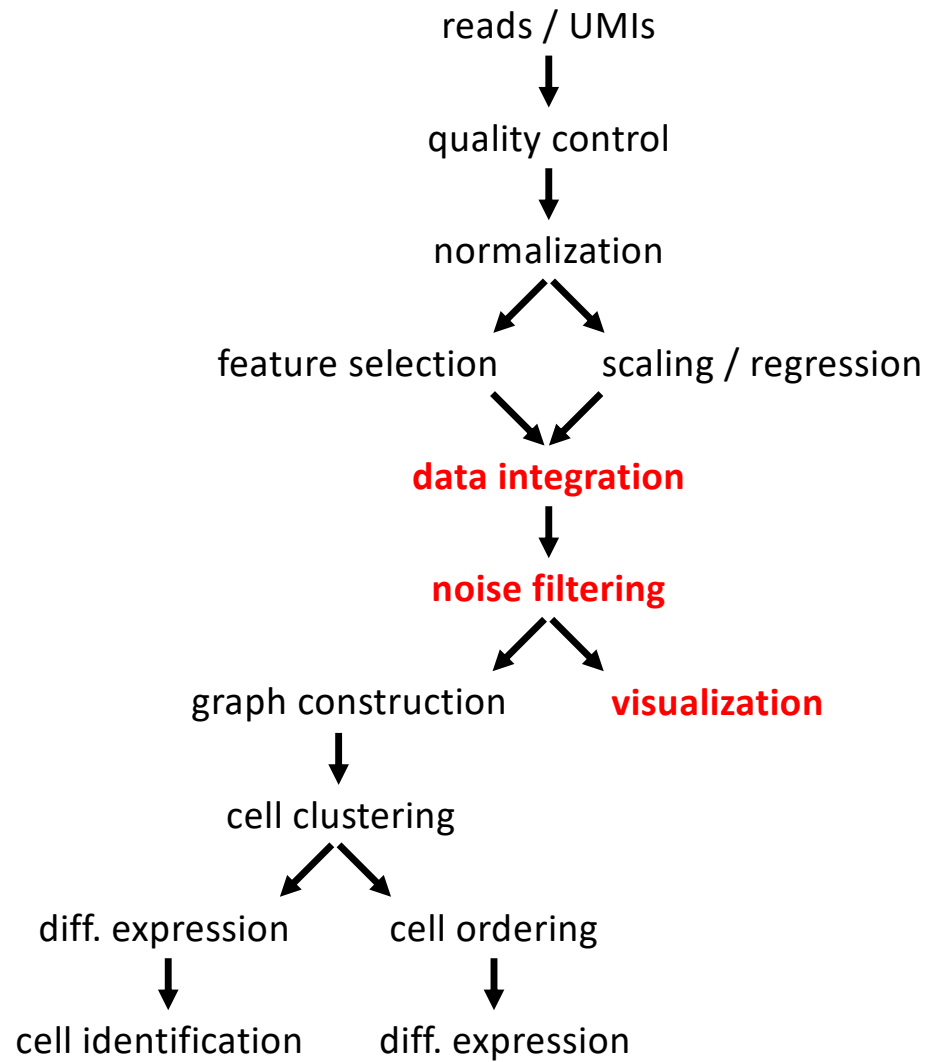 reads / UMIs
quality control
normalization
feature selection
scaling / regression
data integration
noise filtering
graph construction
visualization
cell clustering
diff. expression
cell ordering
cell identification
diff. expression